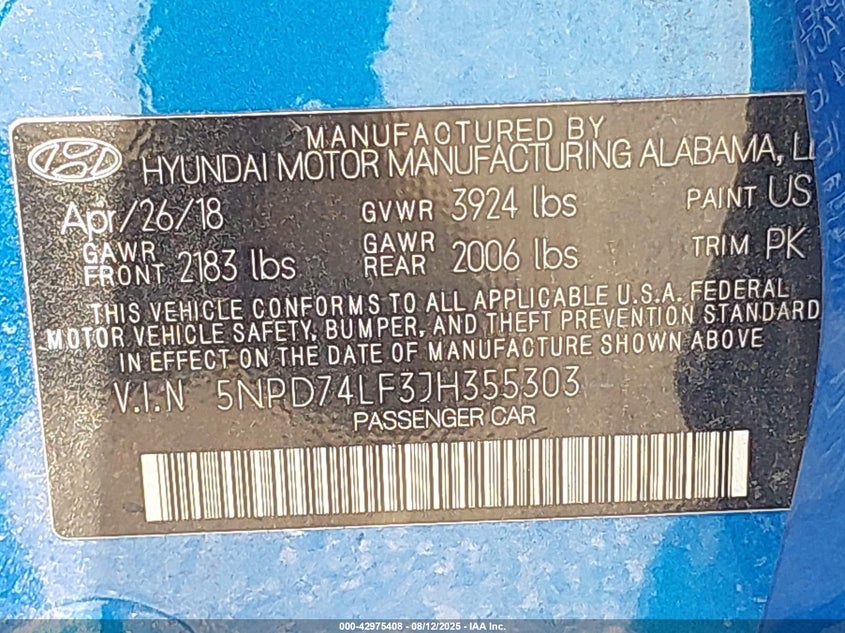 MANUFACTURED BY
HYUNDAI MOTOR MANUFACTURING ALABAMA,
Apr/26/18 GVWR 3924 lbs PAINT US
GAWR FRONT 2183 lbs GAWR REAR 2006 lbs TRIM PK
THIS VEHICLE CONFORMS TO ALL APPLICABLE U.S.A. FEDERAL
MOTOR VEHICLE SAFETY, BUMPER, AND THEFT PREVENTION STANDARD
IN EFFECT ON THE DATE OF MANUFACTURE SHOWN ABOVE
V.I.N 5NPD74LF3JH355303
PASSENGER CAR
000-42975408 - 08/12/2025 - IAA Inc.